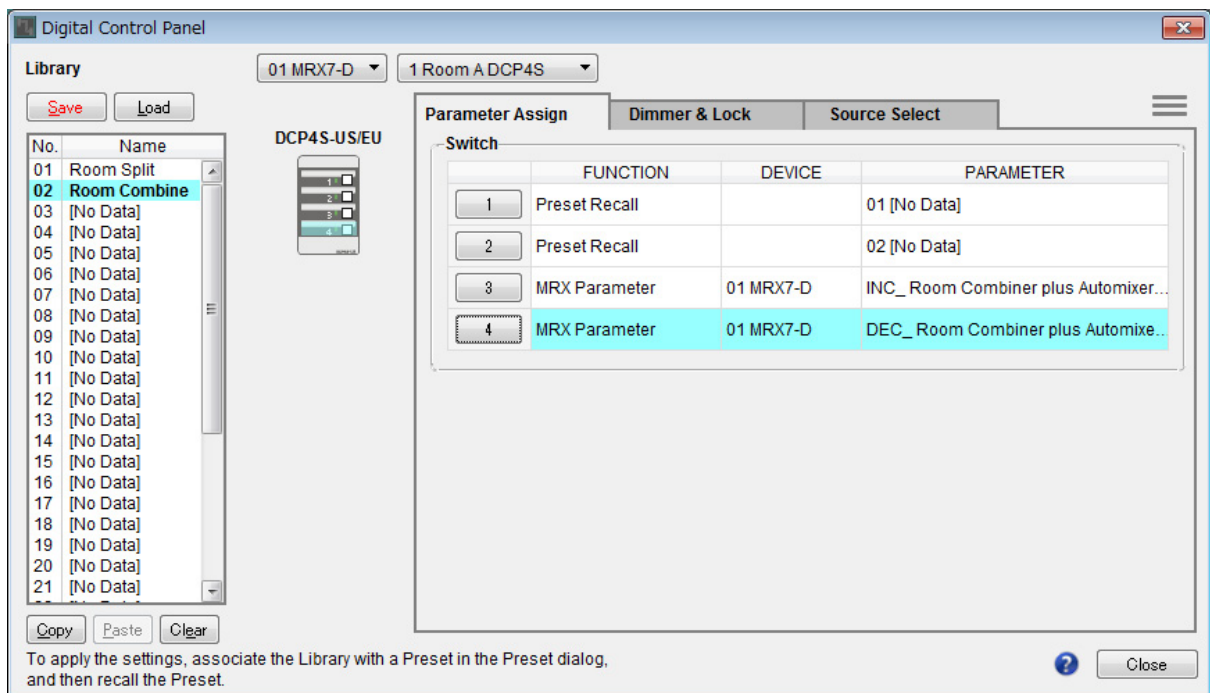 Digital Control Panel
Library
01 MRX7-D
1 Room A DCP4S
Save
Load
No. Name
01 Room Split
02 Room Combine
03 [No Data]
04 [No Data]
05 [No Data]
06 [No Data]
07 [No Data]
08 [No Data]
09 [No Data]
10 [No Data]
11 [No Data]
12 [No Data]
13 [No Data]
14 [No Data]
15 [No Data]
16 [No Data]
17 [No Data]
18 [No Data]
19 [No Data]
20 [No Data]
21 [No Data]
Copy
Paste
Clear
DCP4S-US/EU
1
2
3
4
Parameter Assign
Dimmer & Lock
Source Select
Switch
FUNCTION DEVICE PARAMETER
1 Preset Recall 01 [No Data]
2 Preset Recall 02 [No Data]
3 MRX Parameter 01 MRX7-D INC_ Room Combiner plus Automixer...
4 MRX Parameter 01 MRX7-D DEC_ Room Combiner plus Automixe...
To apply the settings, associate the Library with a Preset in the Preset dialog,
and then recall the Preset.
?
Close